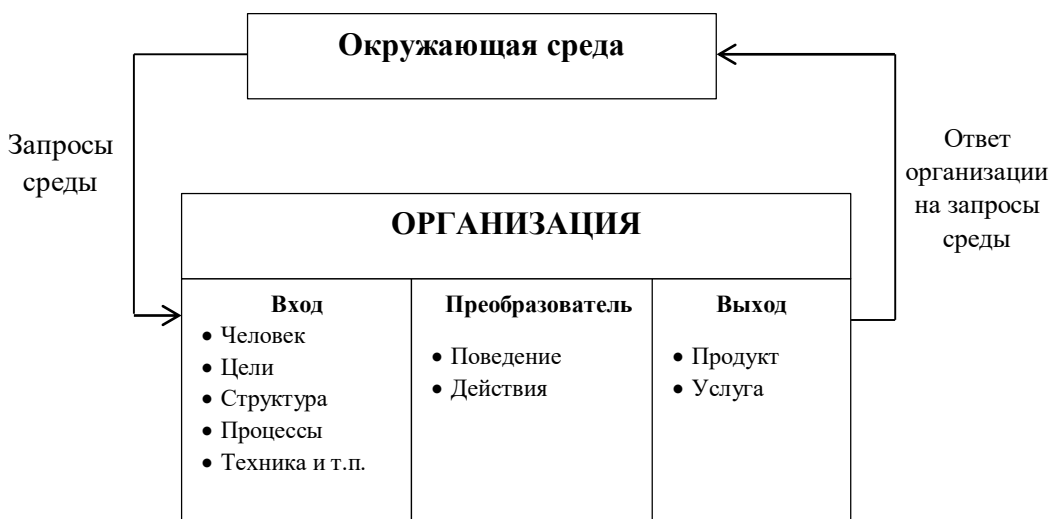 Окружающая среда
Запросы
среды
Ответ
организации
на запросы
среды
ОРГАНИЗАЦИЯ
Вход
• Человек
• Цели
• Структура
• Процессы
• Техника и т.п.
Преобразователь
• Поведение
• Действия
Выход
• Продукт
• Услуга